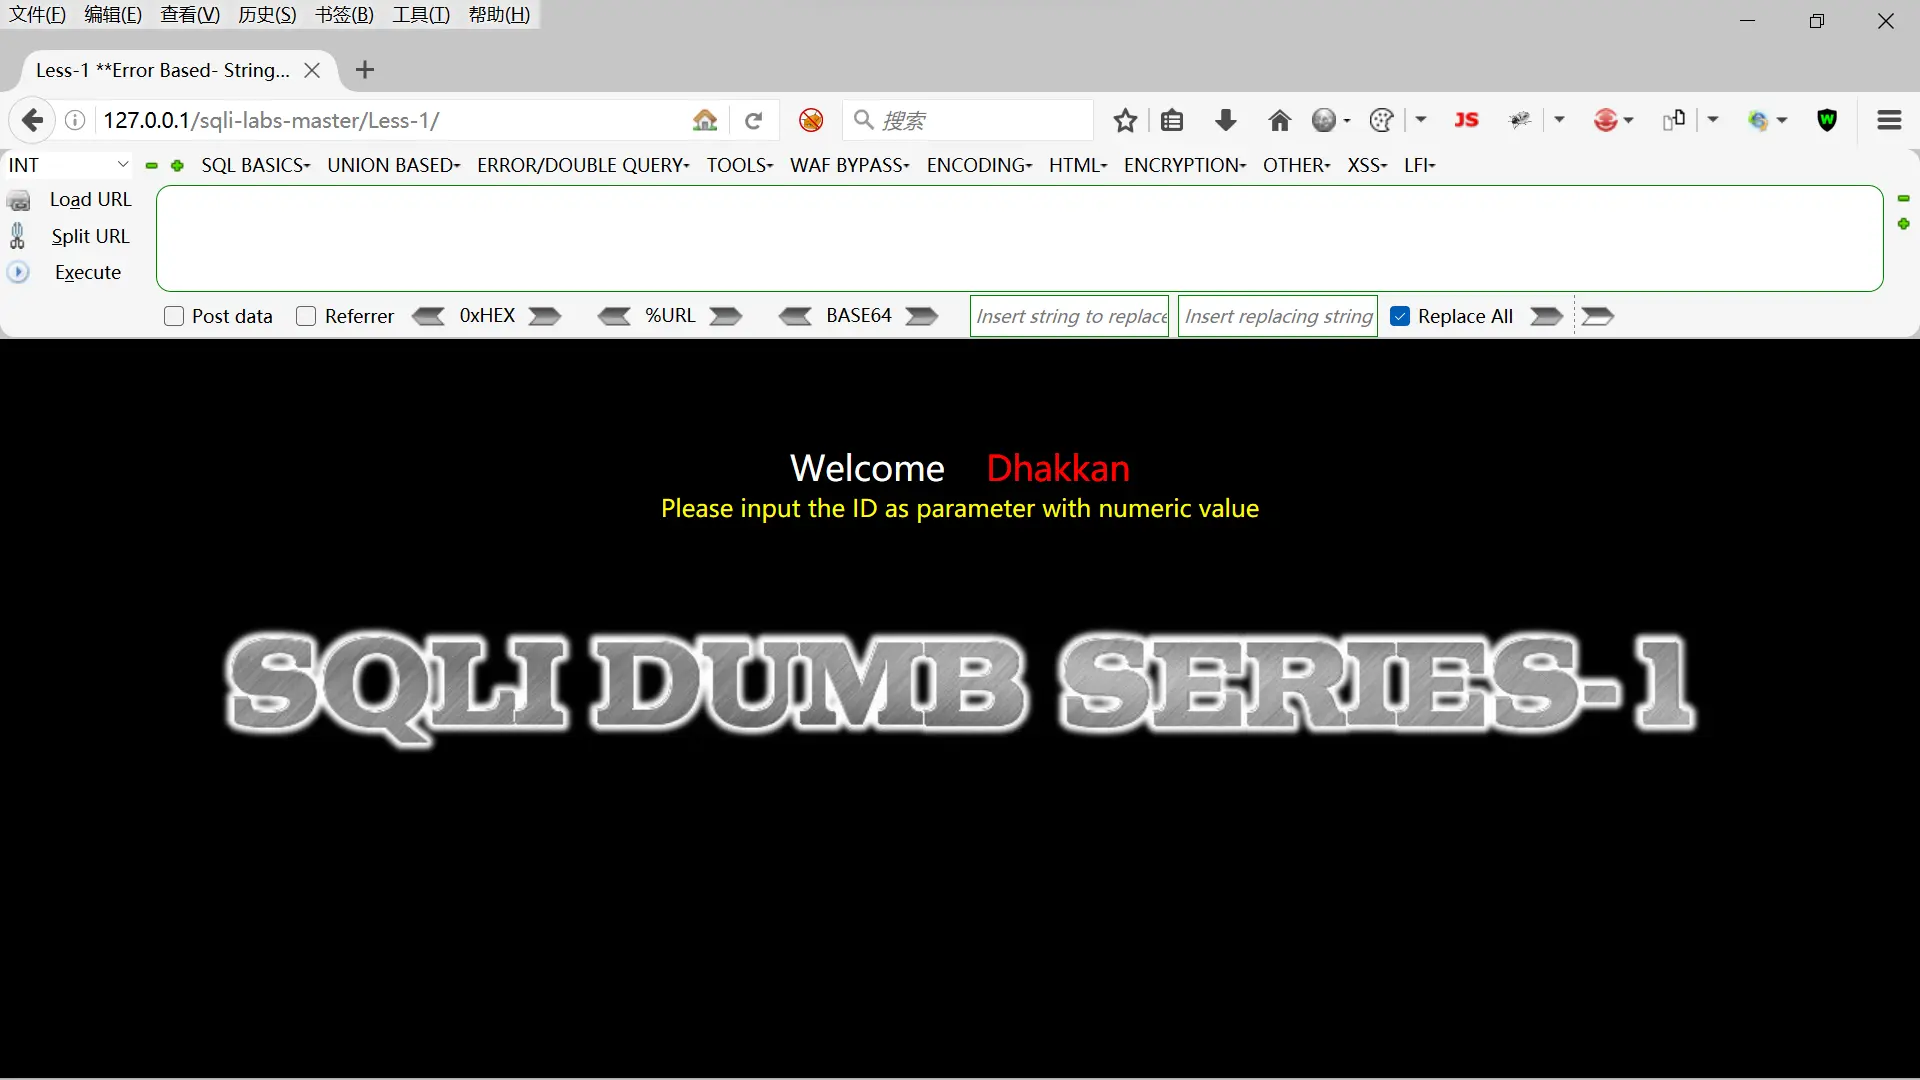 文件(F) 编辑(E) 查看(V) 历史(S) 书签(B) 工具(T) 帮助(H)
Less-1 **Error Based- String...
127.0.0.1/sqli-labs-master/Less-1/ 搜索 JS W
INT SQL BASICS UNION BASED ERROR/DOUBLE QUERY TOOLS WAF BYPASS ENCODING HTML ENCRYPTION OTHER XSS LFI
Load URL
Split URL
Execute
Post data Referrer 0xHEX %URL BASE64 Insert string to replace Insert replacing string Replace All
Welcome Dhakkan
Please input the ID as parameter with numeric value
SQLI DUMB SERIES-1